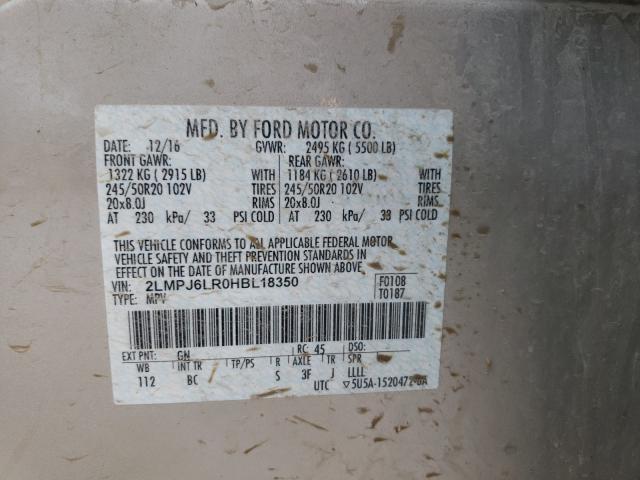 MFD. BY FORD MOTOR CO.
DATE: 12/16 GVWR: 2495 KG ( 5500 LB)
FRONT GAWR: REAR GAWR:
1322 KG ( 2915 LB) WITH 1184 KG ( 2610 LB) WITH
245/50R20 102V TIRES 245/50R20 102V TIRES
20x8.0J RIMS 20x8.0J RIMS
AT 230 kPa/ 33 PSI COLD AT 230 kPa/ 33 PSI COLD
THIS VEHICLE CONFORMS TO ALL APPLICABLE FEDERAL MOTOR
VEHICLE SAFETY AND THEFT PREVENTION STANDARDS IN
EFFECT ON THE DATE OF MANUFACTURE SHOWN ABOVE.
VIN: 2LMPJ6LR0HBL18350 F0108
TYPE: MPV T0187
EXT PNT: GN RC: 45 DSO:
WB INT TR TP/PS R AXLE TR SPR
112 BC S 3F J LLLL
UTC ▽5U5A-1520472-